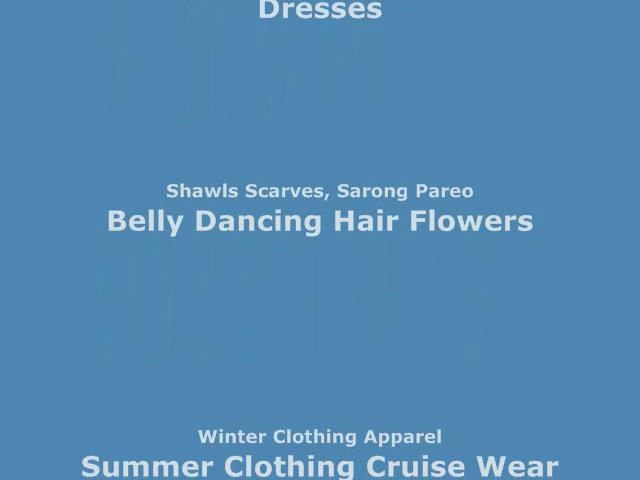 Dresses
Shawls Scarves, Sarong Pareo
Belly Dancing Hair Flowers
Winter Clothing Apparel
Summer Clothing Cruise Wear